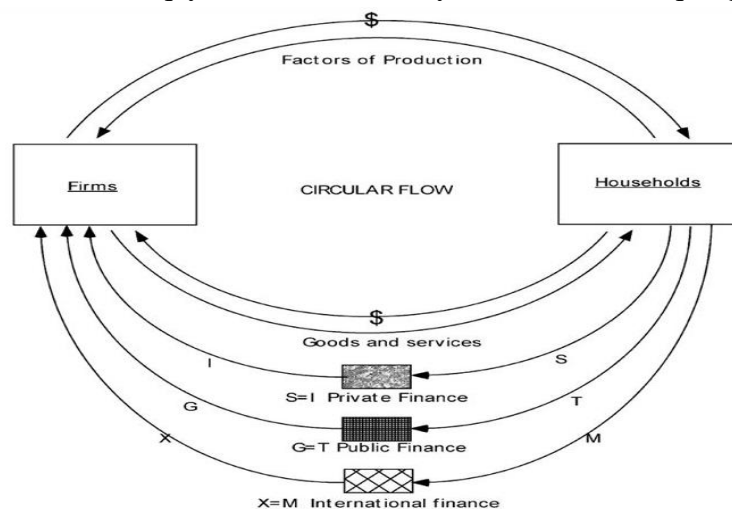 $
Factors of Production
Firms
CIRCULAR FLOW
Households
$
Goods and services
I
S
S=I Private Finance
G
T
G=T Public Finance
X
M
X=M International finance